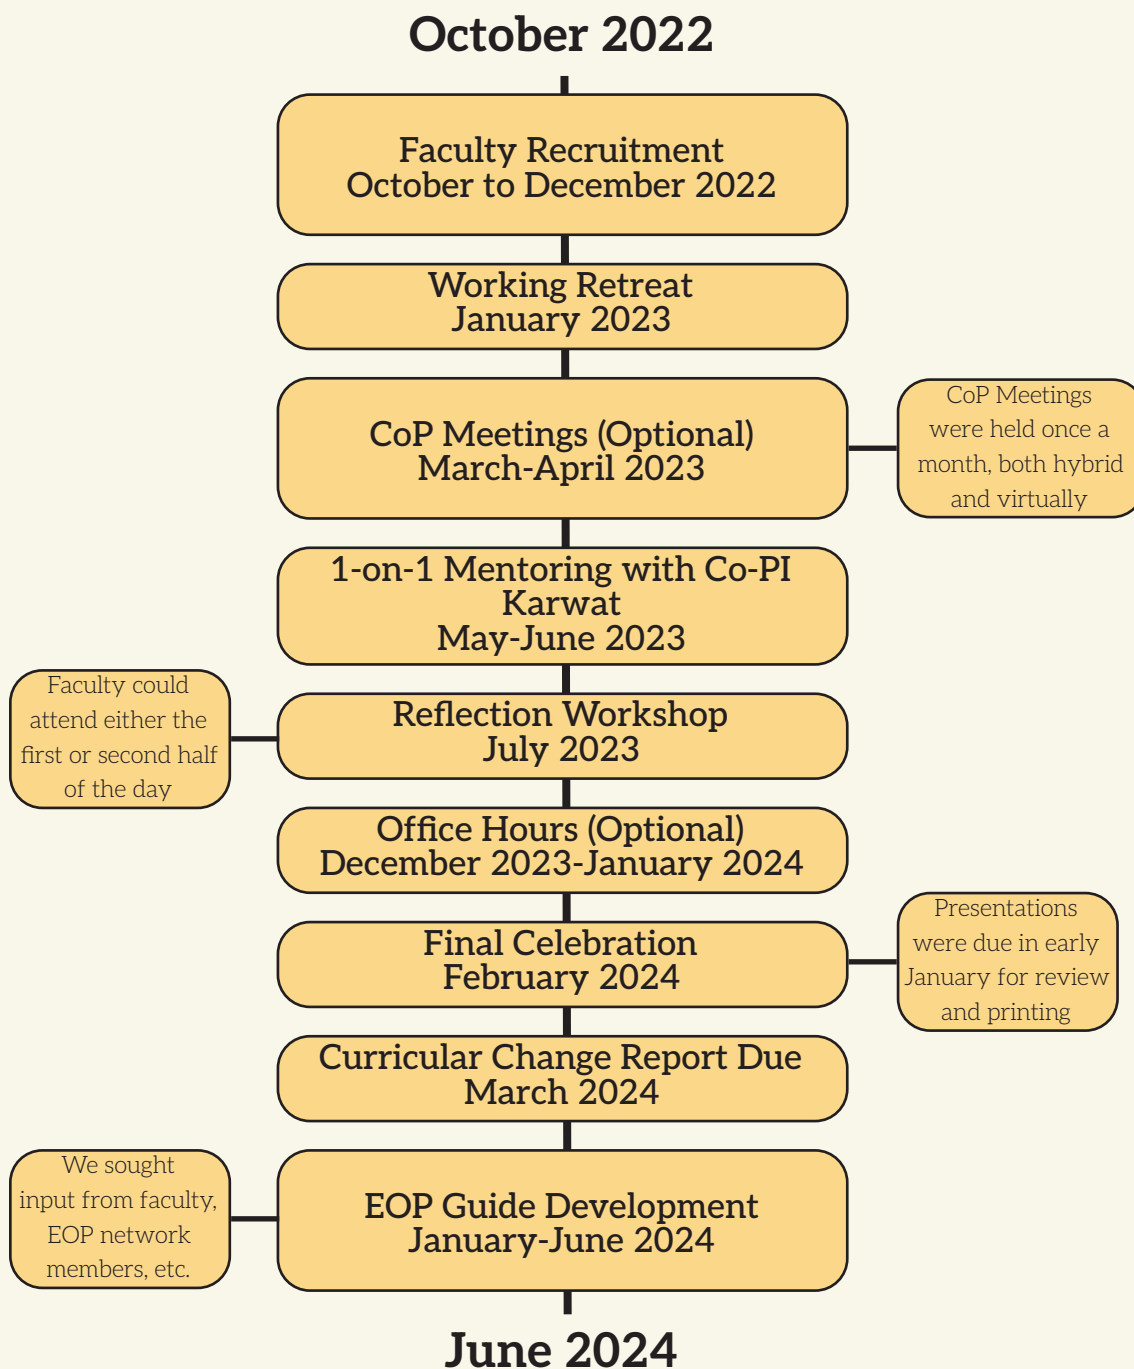 October 2022
Faculty Recruitment
October to December 2022
Working Retreat
January 2023
CoP Meetings (Optional)
March-April 2023
CoP Meetings
were held once a
month, both hybrid
and virtually
1-on-1 Mentoring with Co-PI
Karwat
May-June 2023
Faculty could
attend either the
first or second half
of the day
Reflection Workshop
July 2023
Office Hours (Optional)
December 2023-January 2024
Final Celebration
February 2024
Presentations
were due in early
January for review
and printing
Curricular Change Report Due
March 2024
We sought
input from faculty,
EOP network
members, etc.
EOP Guide Development
January-June 2024
June 2024